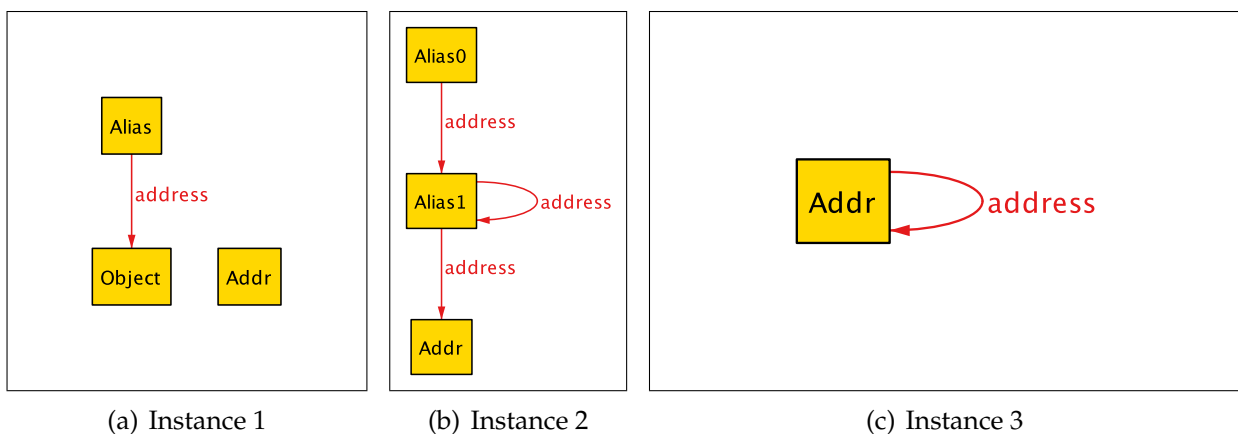 Alias
address
Object
Addr
(a) Instance 1
Alias0
address
Alias1
address
address
Addr
(b) Instance 2
Addr
address
(c) Instance 3